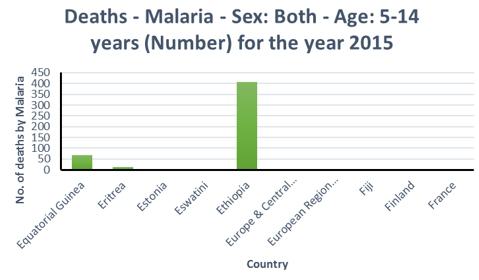 Deaths - Malaria - Sex: Both - Age: 5-14
years (Number) for the year 2015
No. of deaths by Malaria
450
400
350
300
250
200
150
100
50
0
Equatorial Guinea
Eritrea
Estonia
Eswatini
Ethiopia
Europe & Central...
European Region...
Fiji
Finland
France
Country